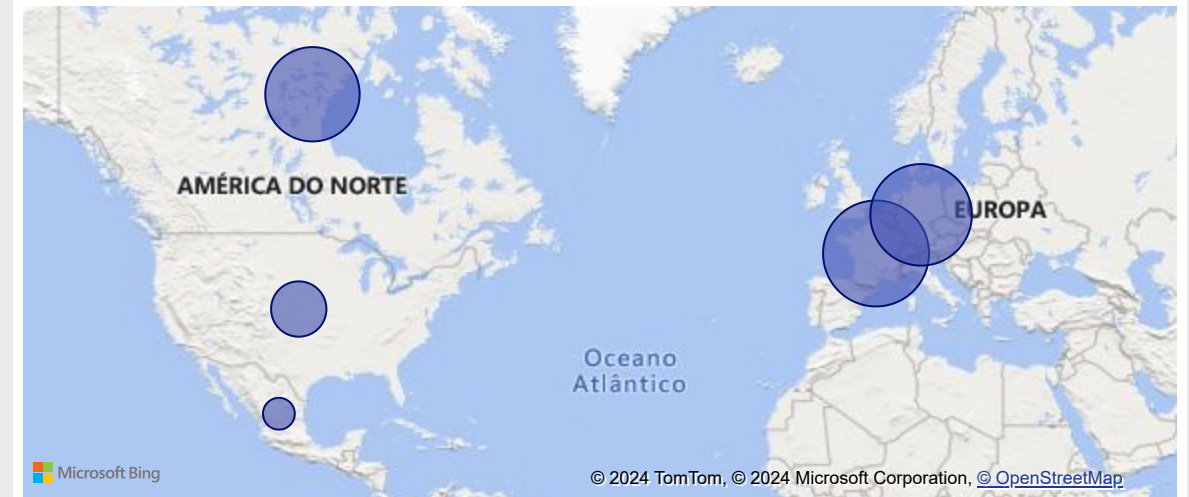 AMÉRICA DO NORTE
EUROPA
Oceano
Atlântico
Microsoft Bing
© 2024 TomTom, © 2024 Microsoft Corporation, © OpenStreetMap